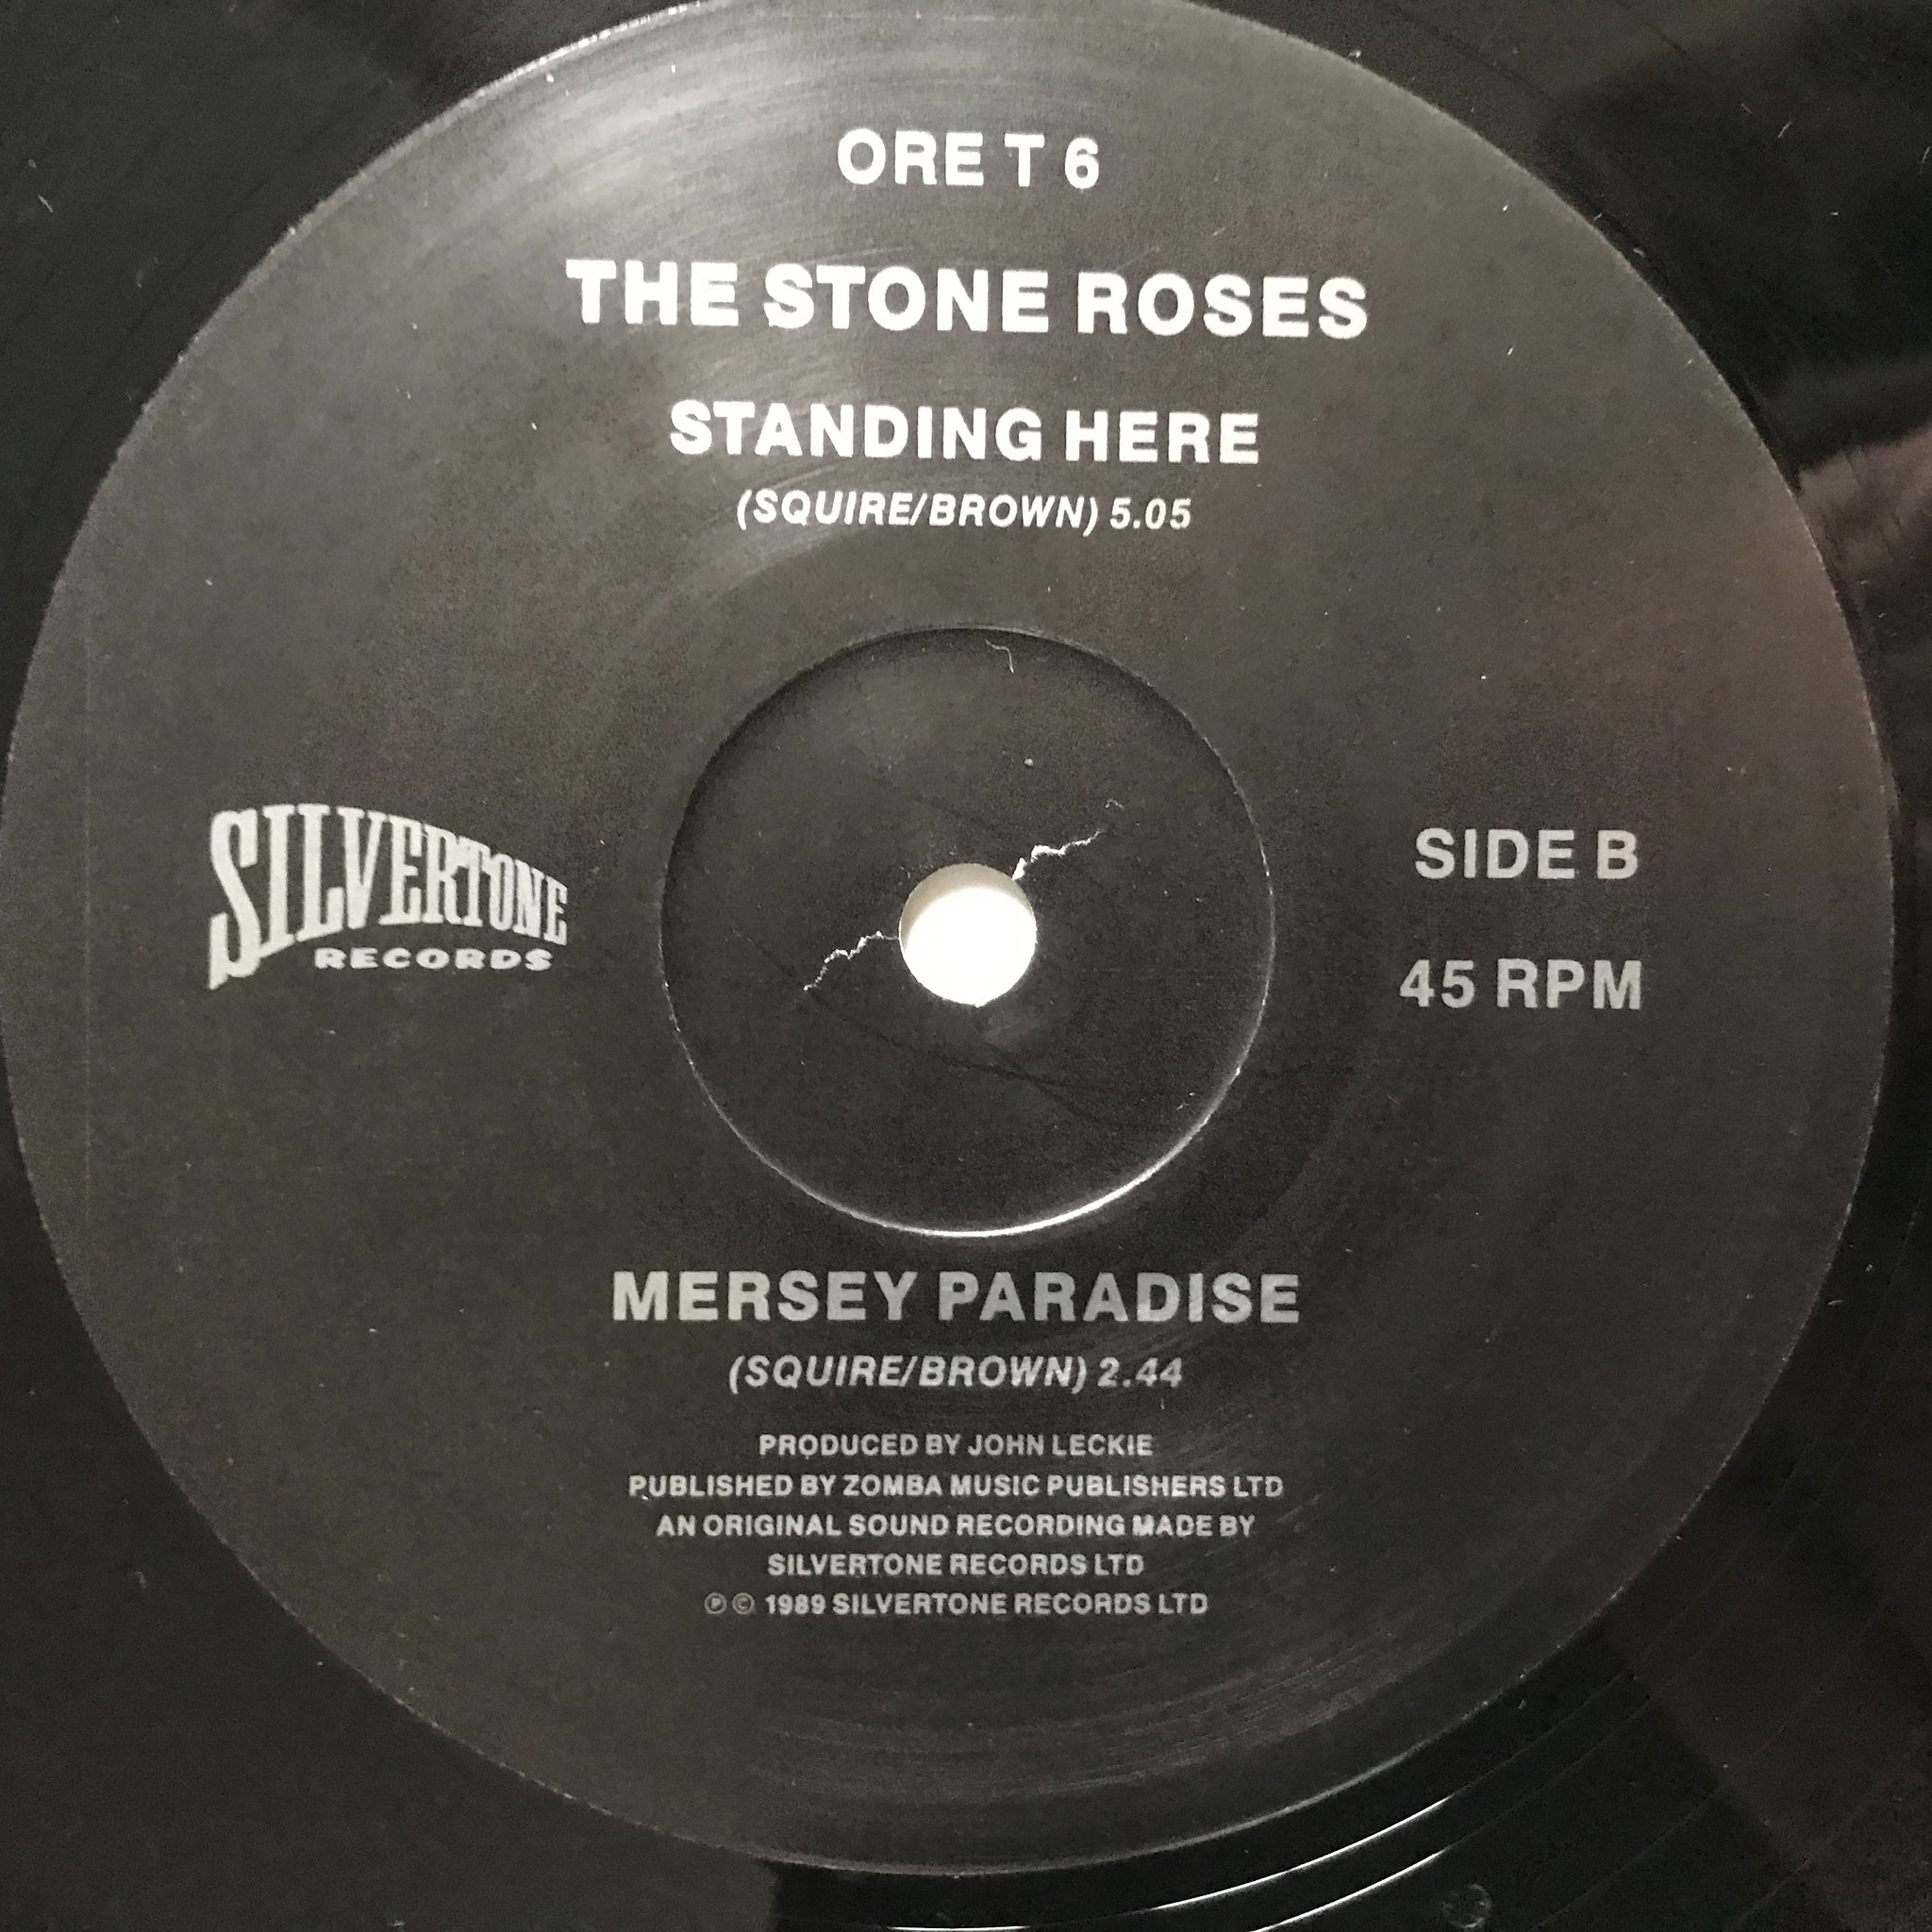 ORE T 6
THE STONE ROSES
STANDING HERE
(SQUIRE/BROWN) 5.05
SILVERTONE
RECORDS
SIDE B
45 RPM
MERSEY PARADISE
(SQUIRE/BROWN) 2.44
PRODUCED BY JOHN LECKIE
PUBLISHED BY ZOMBA MUSIC PUBLISHERS LTD
AN ORIGINAL SOUND RECORDING MADE BY
SILVERTONE RECORDS LTD
℗ © 1989 SILVERTONE RECORDS LTD